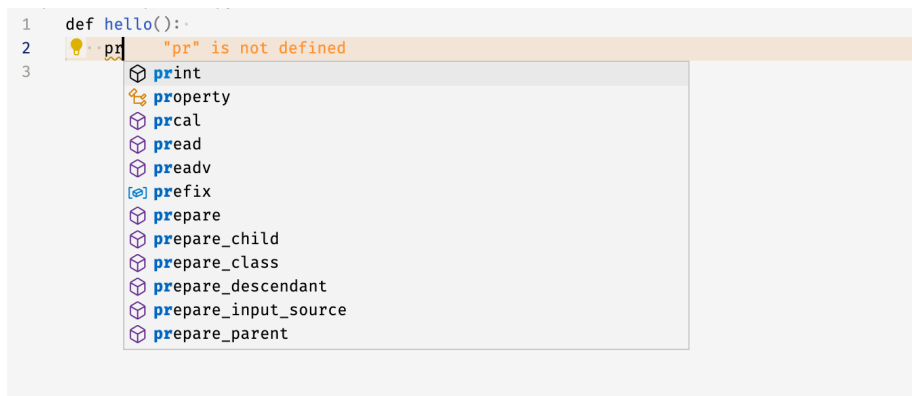 1 def hello():
2 pr "pr" is not defined
3
print
property
prcal
pread
preadv
prefix
prepare
prepare_child
prepare_class
prepare_descendant
prepare_input_source
prepare_parent